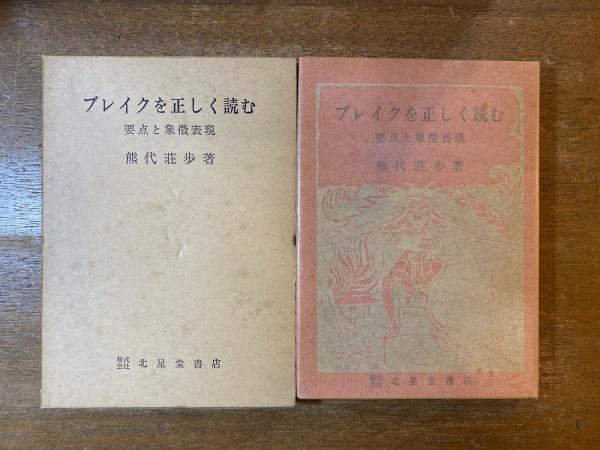 ブレイクを正しく読む
要点と象徴表現
熊代荘歩著
株式会社 北星堂書店
ブレイクを正しく読む
要点と象徴表現
熊代荘歩著
株式会社 北星堂書店